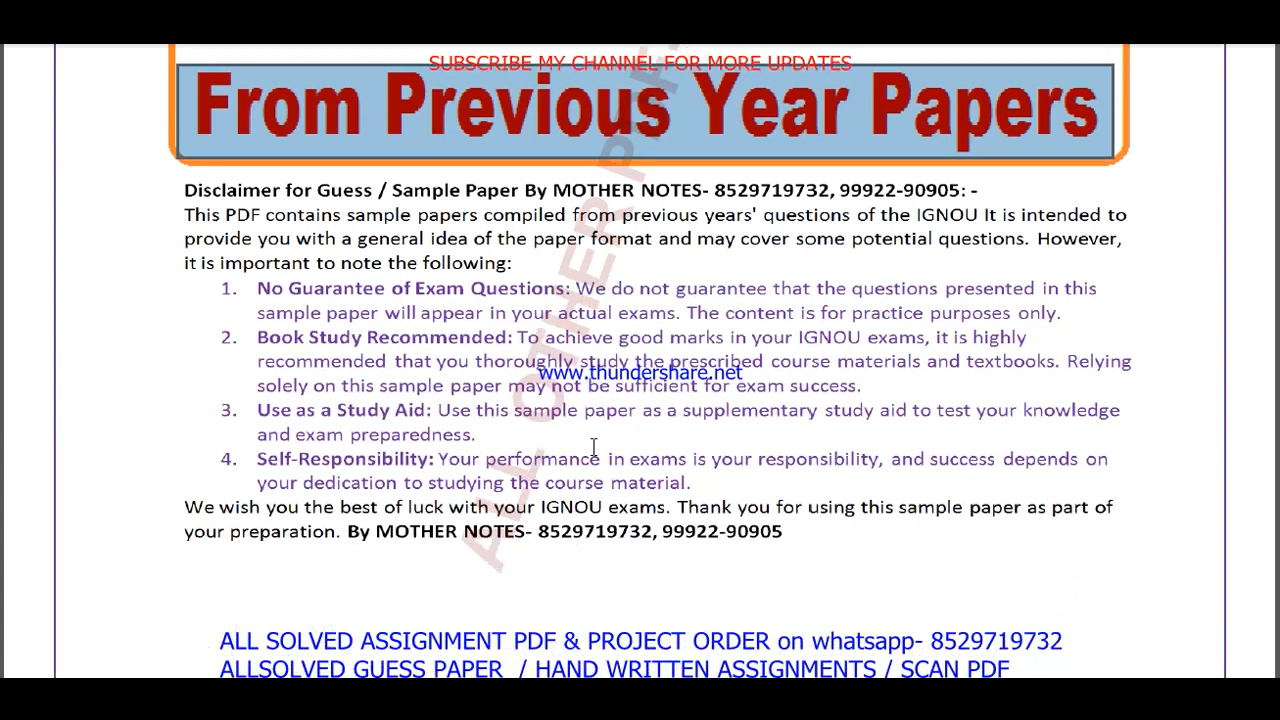 SUBSCRIBE MY CHANNEL FOR MORE UPDATES
From Previous Year Papers
Disclaimer for Guess / Sample Paper By MOTHER NOTES- 8529719732, 99922-90905: -
This PDF contains sample papers compiled from previous years' questions of the IGNOU It is intended to
provide you with a general idea of the paper format and may cover some potential questions. However,
it is important to note the following:
1. No Guarantee of Exam Questions: We do not guarantee that the questions presented in this
sample paper will appear in your actual exams. The content is for practice purposes only.
2. Book Study Recommended: To achieve good marks in your IGNOU exams, it is highly
recommended that you thoroughly study the prescribed course materials and textbooks. Relying
www.thundershare.net
solely on this sample paper may not be sufficient for exam success.
3. Use as a Study Aid: Use this sample paper as a supplementary study aid to test your knowledge
and exam preparedness.
4. Self-Responsibility: Your performance in exams is your responsibility, and success depends on
your dedication to studying the course material.
We wish you the best of luck with your IGNOU exams. Thank you for using this sample paper as part of
your preparation. By MOTHER NOTES- 8529719732, 99922-90905
ALL OTHER
ALL SOLVED ASSIGNMENT PDF & PROJECT ORDER on whatsapp- 8529719732
ALLSOLVED GUESS PAPER / HAND WRITTEN ASSIGNMENTS / SCAN PDF